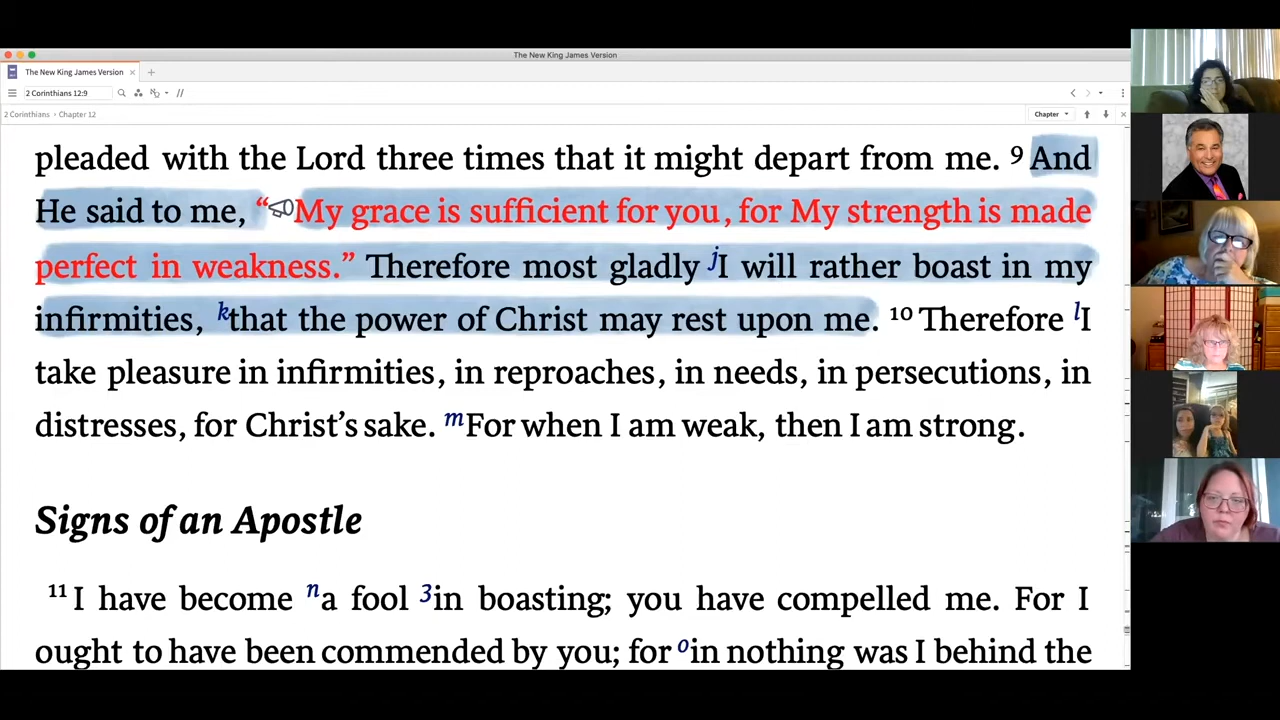 The New King James Version
The New King James Version
2 Corinthians 12:9
2 Corinthians › Chapter 12
Chapter
pleaded with the Lord three times that it might depart from me. 9 And
He said to me, “My grace is sufficient for you, for My strength is made
perfect in weakness.” Therefore most gladly jI will rather boast in my
infirmities, kthat the power of Christ may rest upon me. 10 Therefore lI
take pleasure in infirmities, in reproaches, in needs, in persecutions, in
distresses, for Christ’s sake. mFor when I am weak, then I am strong.
Signs of an Apostle
11 I have become na fool 3in boasting; you have compelled me. For I
ought to have been commended by you; for oin nothing was I behind the